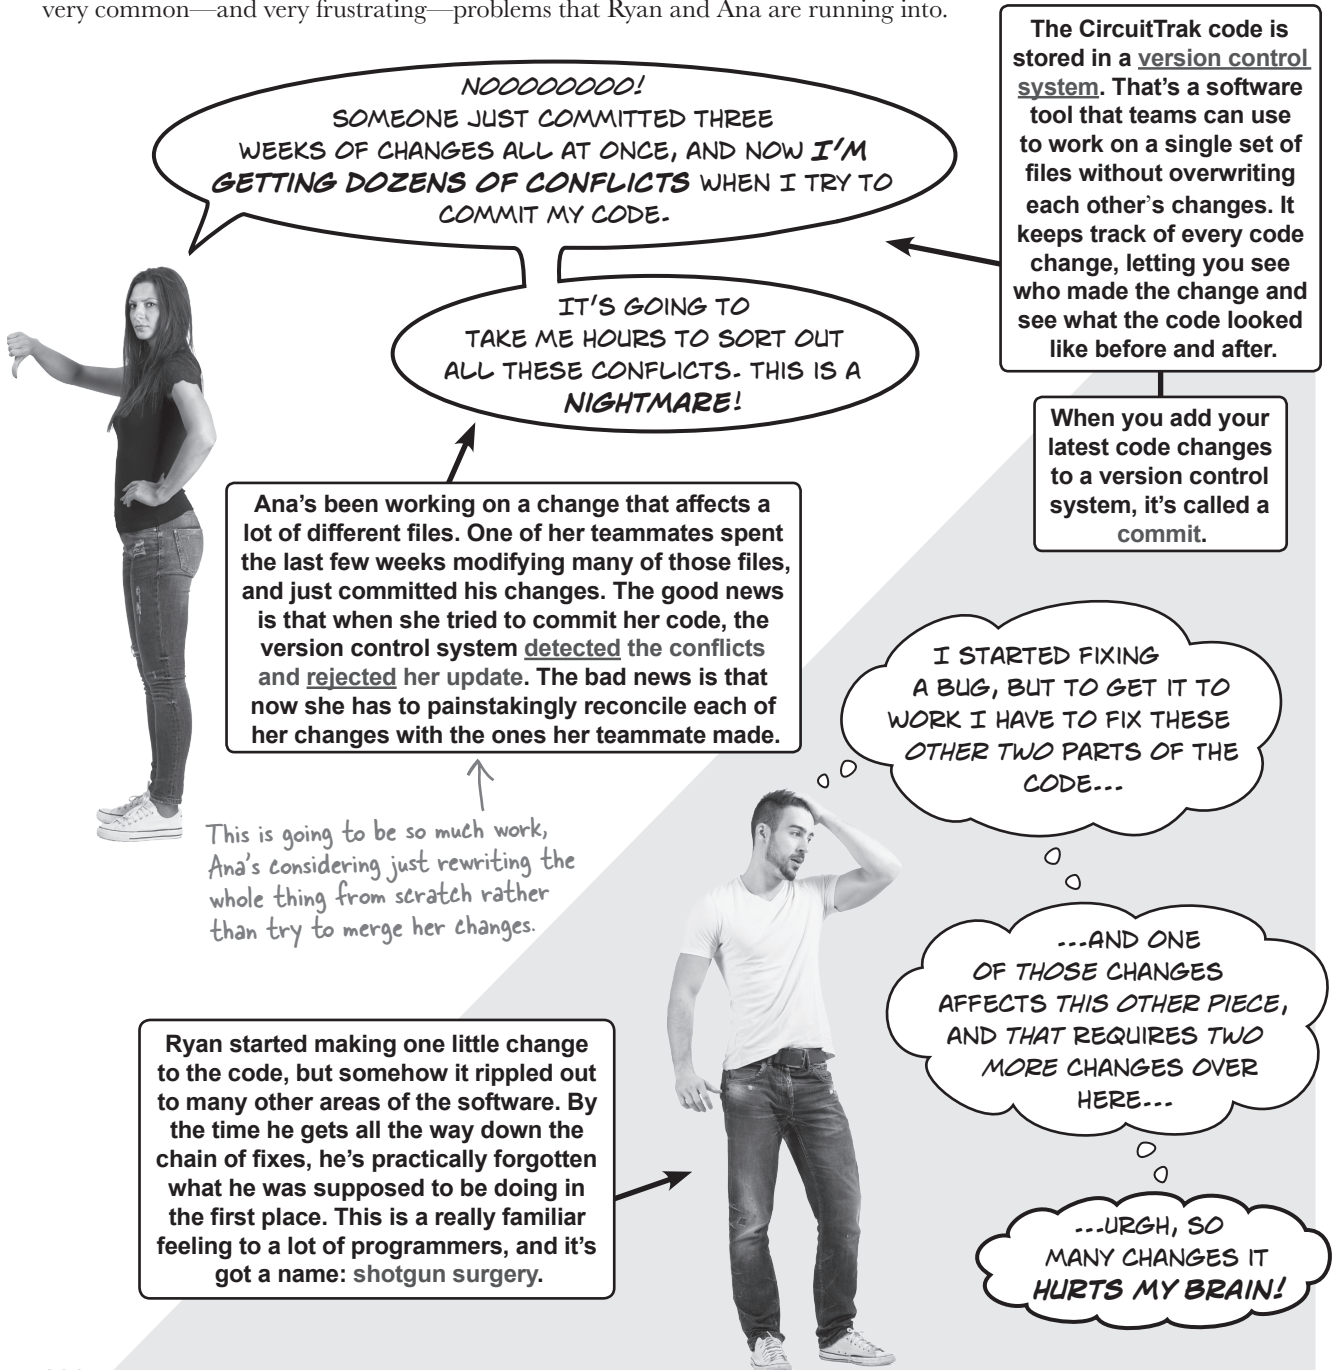 very common—and very frustrating—problems that Ryan and Ana are running into.
NOOOOOOOO!
SOMEONE JUST COMMITTED THREE
WEEKS OF CHANGES ALL AT ONCE, AND NOW I'M
GETTING DOZENS OF CONFLICTS WHEN I TRY TO
COMMIT MY CODE.
IT'S GOING TO
TAKE ME HOURS TO SORT OUT
ALL THESE CONFLICTS. THIS IS A
NIGHTMARE!
The CircuitTrak code is
stored in a version control
system. That's a software
tool that teams can use
to work on a single set of
files without overwriting
each other's changes. It
keeps track of every code
change, letting you see
who made the change and
see what the code looked
like before and after.
When you add your
latest code changes
to a version control
system, it's called a
commit.
Ana's been working on a change that affects a
lot of different files. One of her teammates spent
the last few weeks modifying many of those files,
and just committed his changes. The good news
is that when she tried to commit her code, the
version control system detected the conflicts
and rejected her update. The bad news is that
now she has to painstakingly reconcile each of
her changes with the ones her teammate made.
This is going to be so much work,
Ana's considering just rewriting the
whole thing from scratch rather
than try to merge her changes.
I STARTED FIXING
A BUG, BUT TO GET IT TO
WORK I HAVE TO FIX THESE
OTHER TWO PARTS OF THE
CODE...
...AND ONE
OF THOSE CHANGES
AFFECTS THIS OTHER PIECE,
AND THAT REQUIRES TWO
MORE CHANGES OVER
HERE...
...URGH, SO
MANY CHANGES IT
HURTS MY BRAIN!
Ryan started making one little change
to the code, but somehow it rippled out
to many other areas of the software. By
the time he gets all the way down the
chain of fixes, he's practically forgotten
what he was supposed to be doing in
the first place. This is a really familiar
feeling to a lot of programmers, and it's
got a name: shotgun surgery.